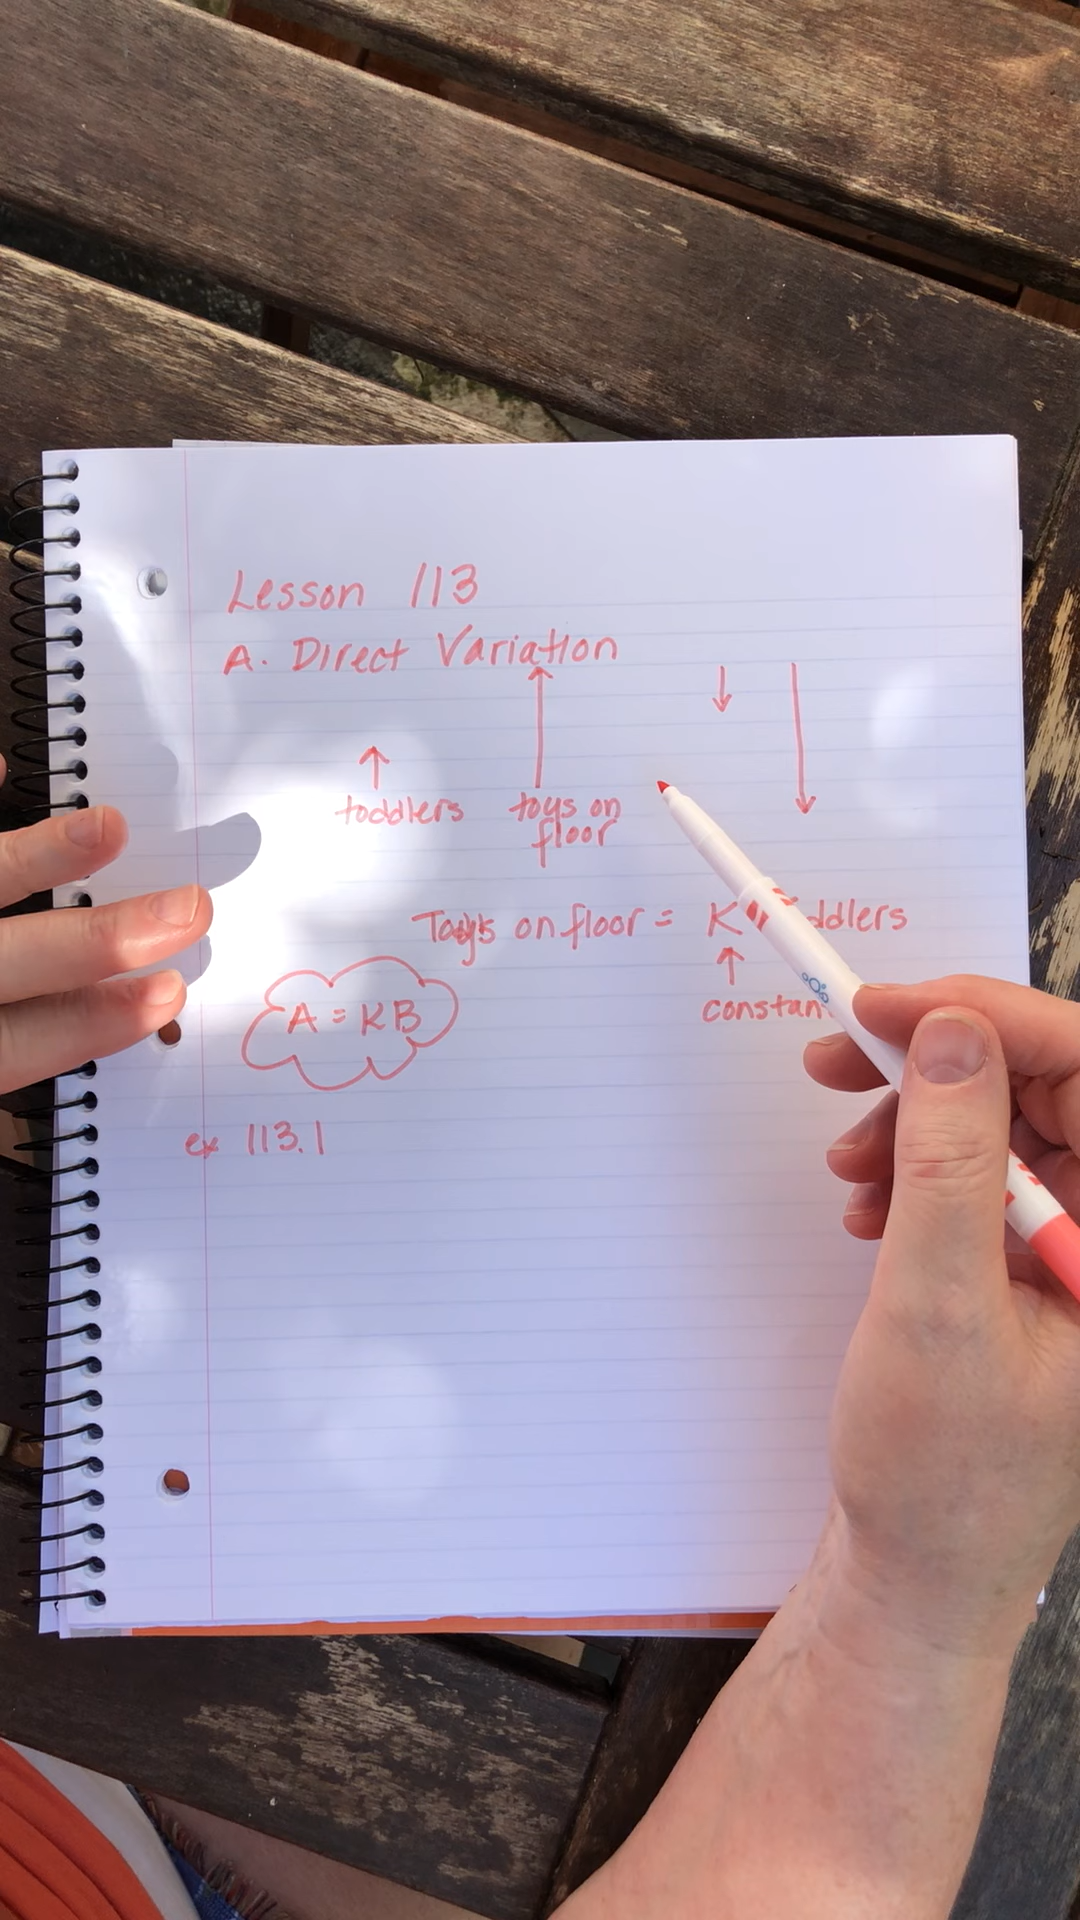 Lesson 113
A. Direct Variation
toddlers toys on
floor
Toys on floor = K
constan
A = KB
ex 113.1